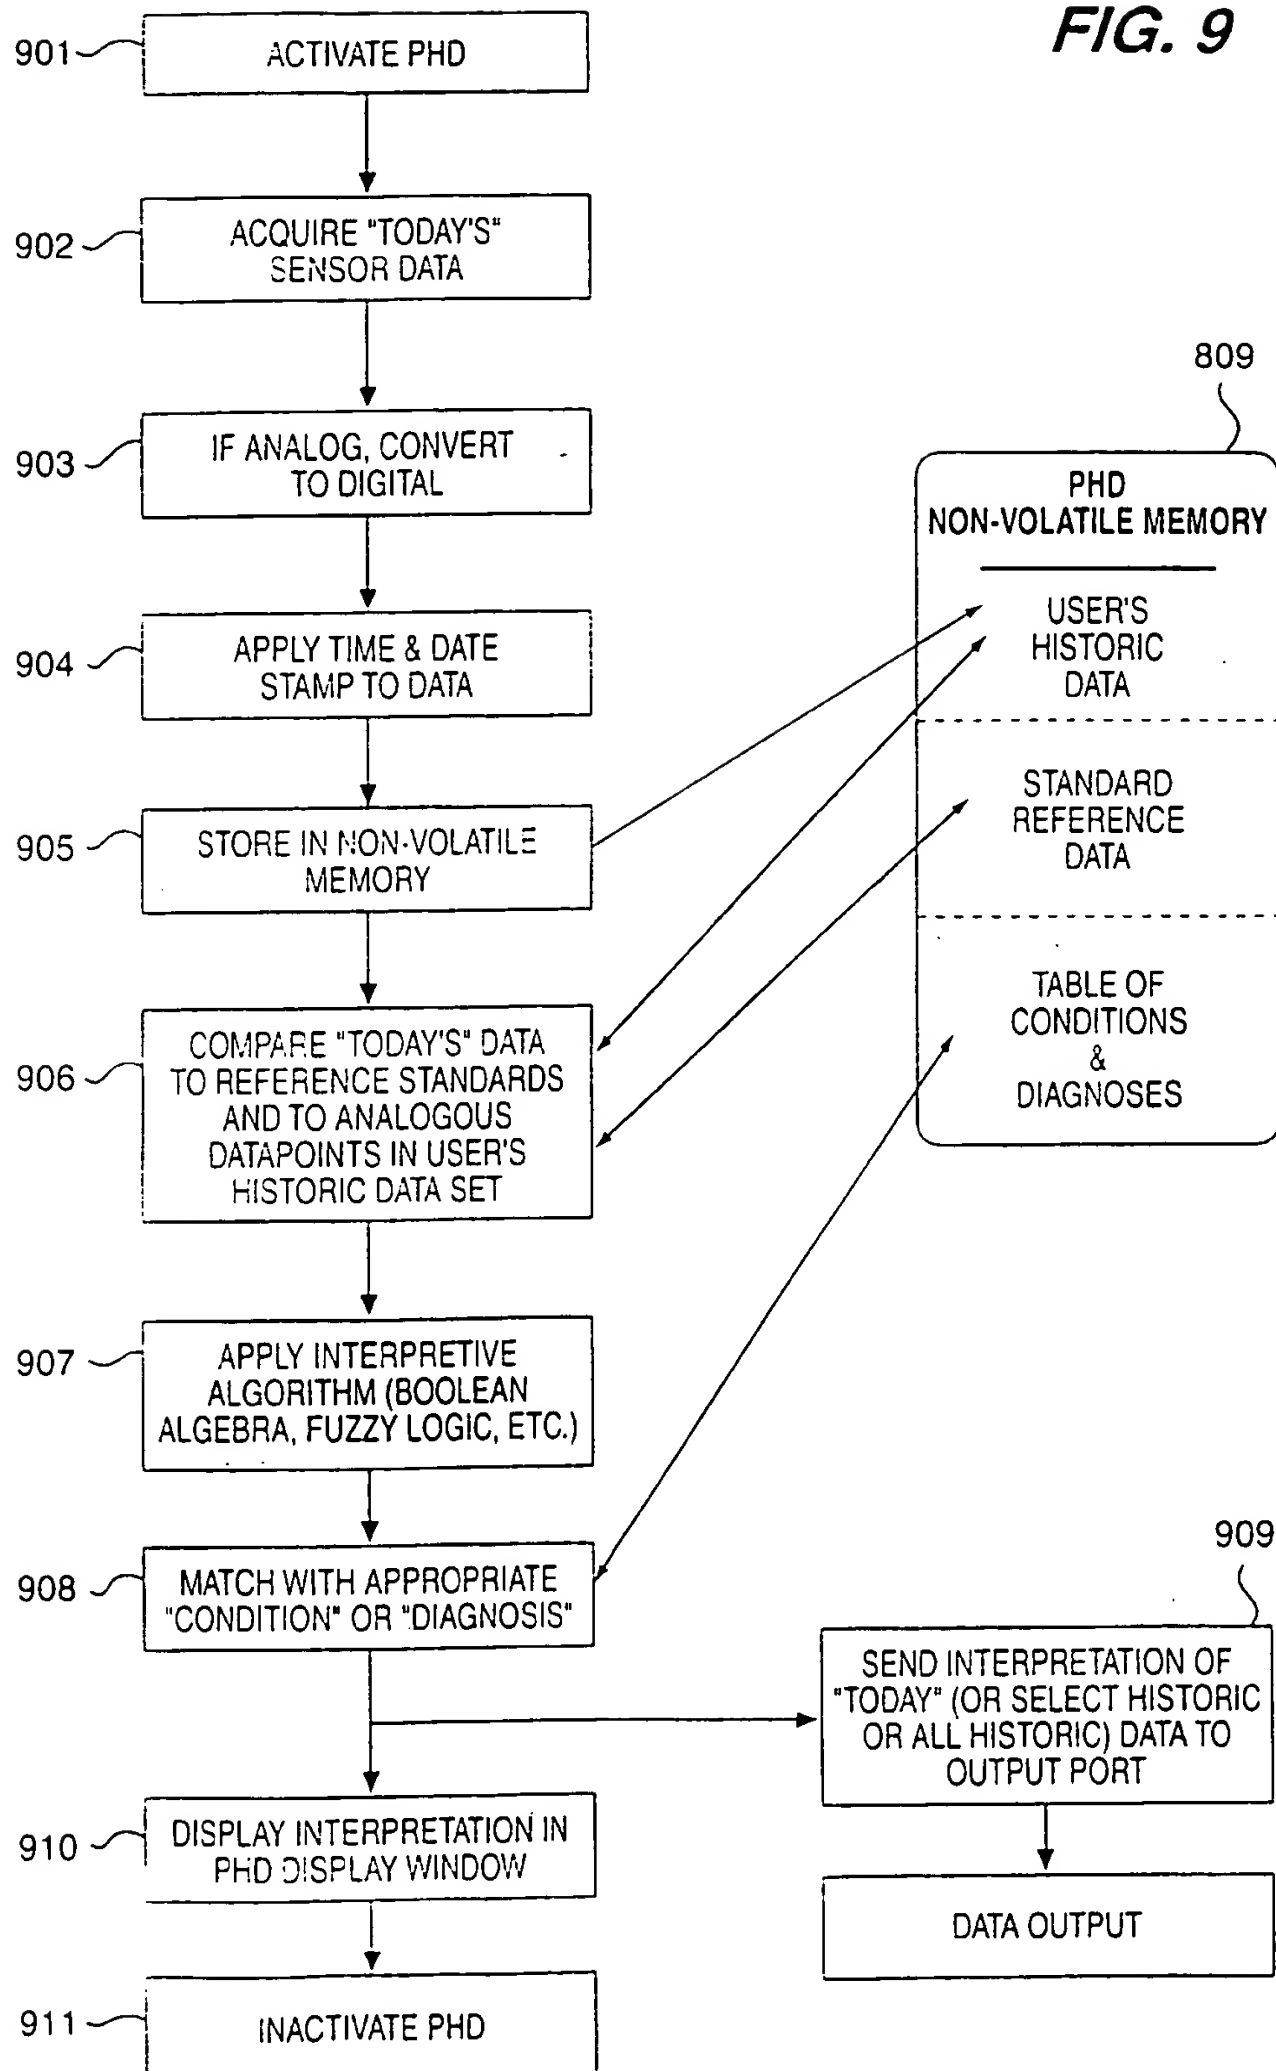 FIG. 9
901
ACTIVATE PHD
902
ACQUIRE "TODAY'S"
SENSOR DATA
903
IF ANALOG, CONVERT
TO DIGITAL
904
APPLY TIME & DATE
STAMP TO DATA
905
STORE IN NON-VOLATILE
MEMORY
906
COMPARE "TODAY'S" DATA
TO REFERENCE STANDARDS
AND TO ANALOGOUS
DATAPOINTS IN USER'S
HISTORIC DATA SET
907
APPLY INTERPRETIVE
ALGORITHM (BOOLEAN
ALGEBRA, FUZZY LOGIC, ETC.)
908
MATCH WITH APPROPRIATE
"CONDITION" OR "DIAGNOSIS"
910
DISPLAY INTERPRETATION IN
PHD DISPLAY WINDOW
911
INACTIVATE PHD
809
PHD
NON-VOLATILE MEMORY
USER'S
HISTORIC
DATA
STANDARD
REFERENCE
DATA
TABLE OF
CONDITIONS
&
DIAGNOSES
909
SEND INTERPRETATION OF
"TODAY" (OR SELECT HISTORIC
OR ALL HISTORIC) DATA TO
OUTPUT PORT
DATA OUTPUT